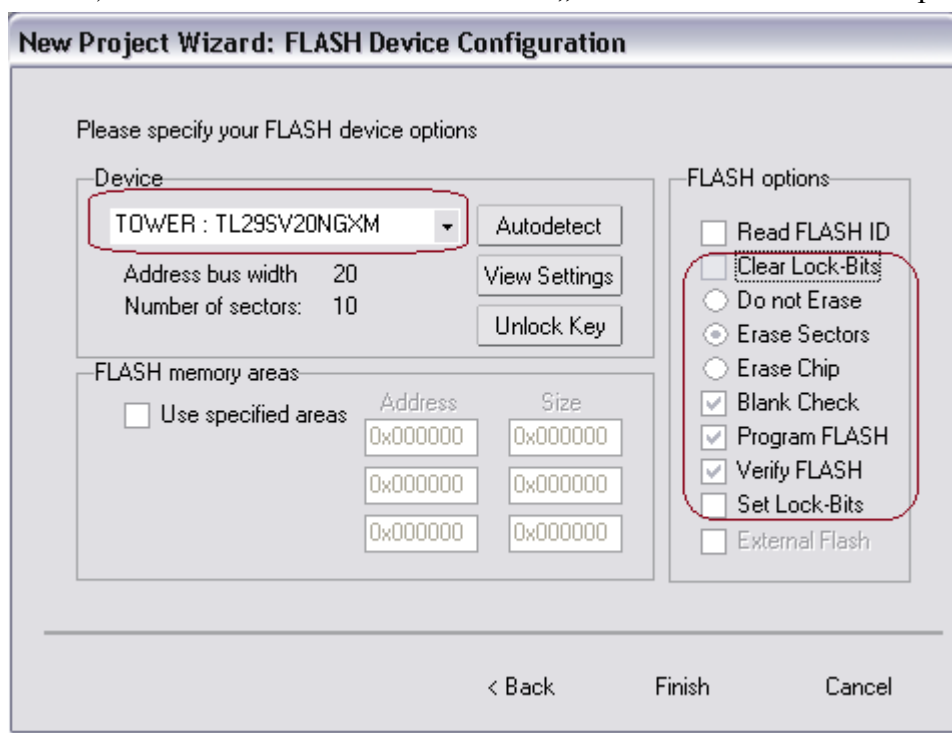 New Project Wizard: FLASH Device Configuration
Please specify your FLASH device options
Device
TOWER : TL29SV20NGXM
Autodetect
Address bus width 20
View Settings
Number of sectors: 10
Unlock Key
FLASH memory areas
Use specified areas
Address Size
0x000000 0x000000
0x000000 0x000000
0x000000 0x000000
FLASH options
Read FLASH ID
Clear Lock-Bits
Do not Erase
Erase Sectors
Erase Chip
Blank Check
Program FLASH
Verify FLASH
Set Lock-Bits
External Flash
< Back Finish Cancel